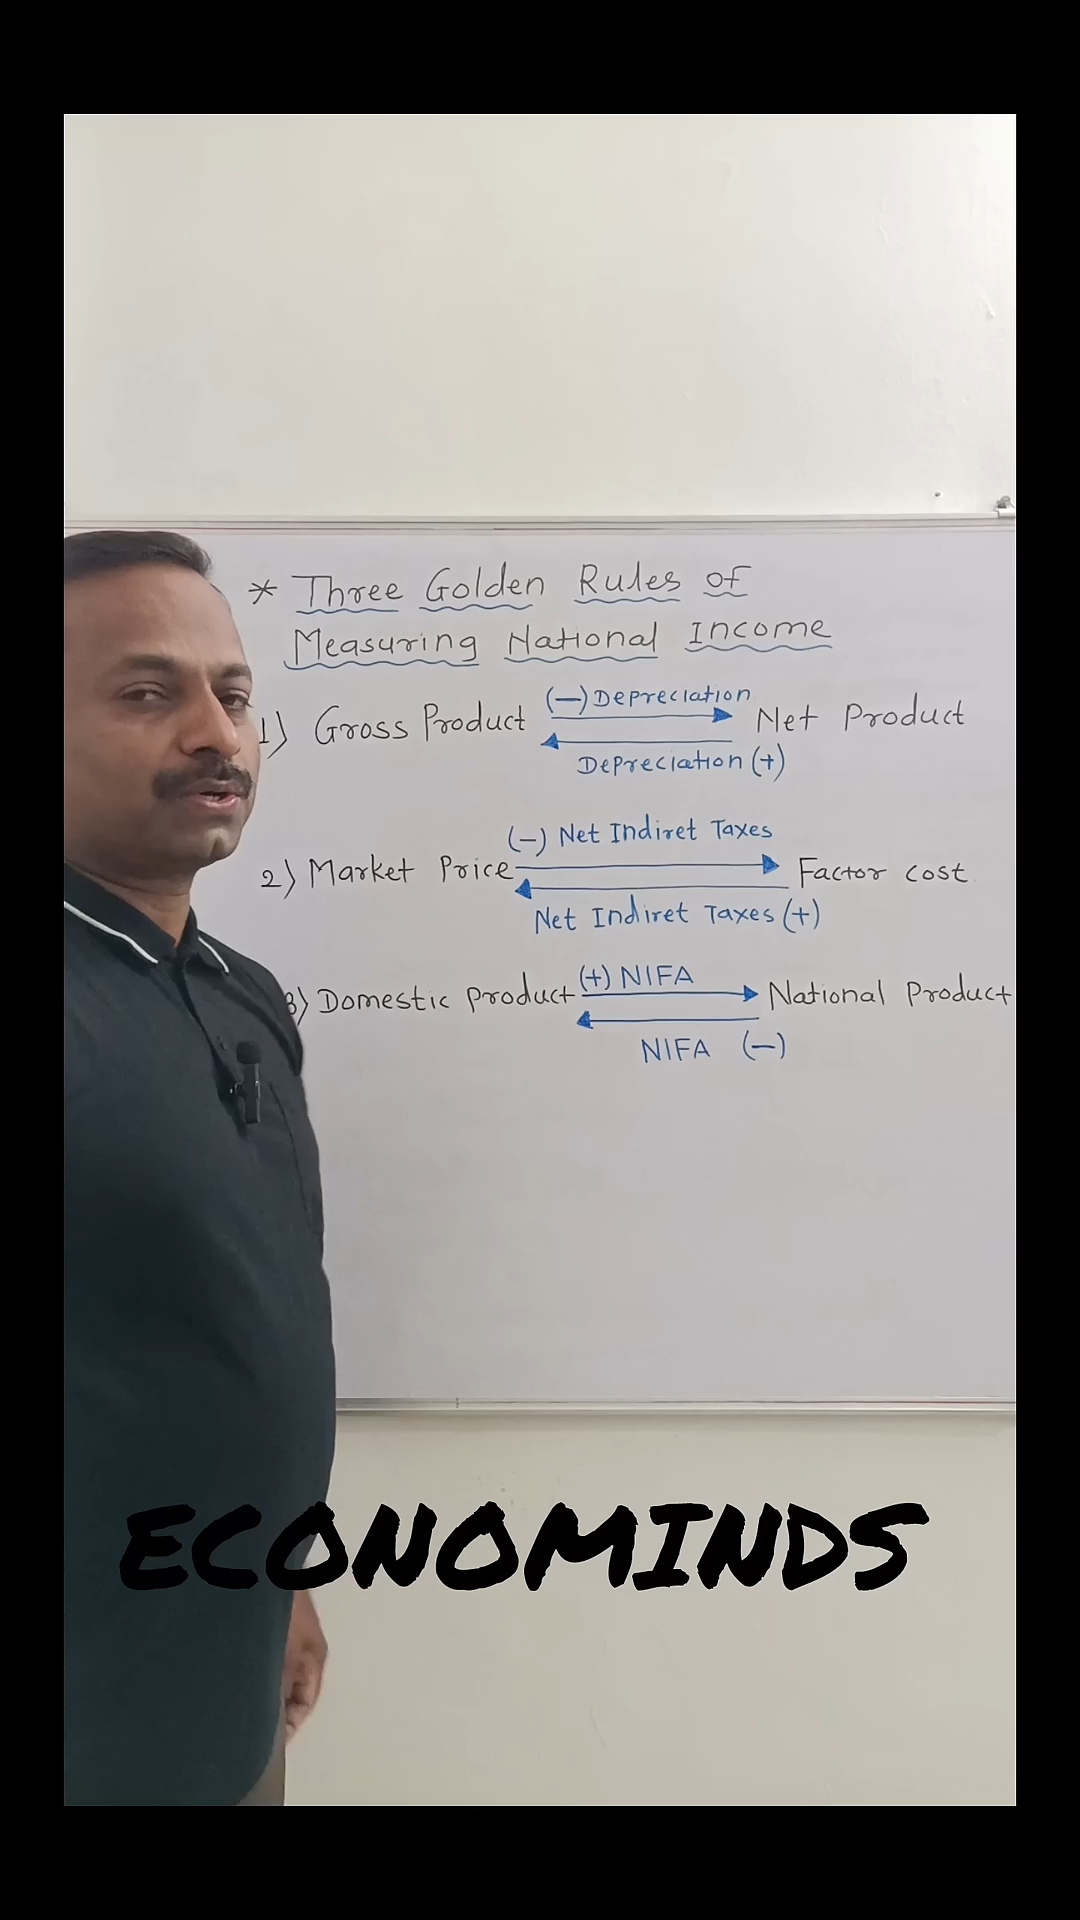 * Three Golden Rules of
Measuring National Income
(-) Depreciation
1) Gross Product Net Product
Depreciation (+)
(-) Net Indiret Taxes
2) Market Price Factor cost
Net Indiret Taxes (+)
(+) NIFA
3) Domestic product National Product
NIFA (-)
ECONOMINDS